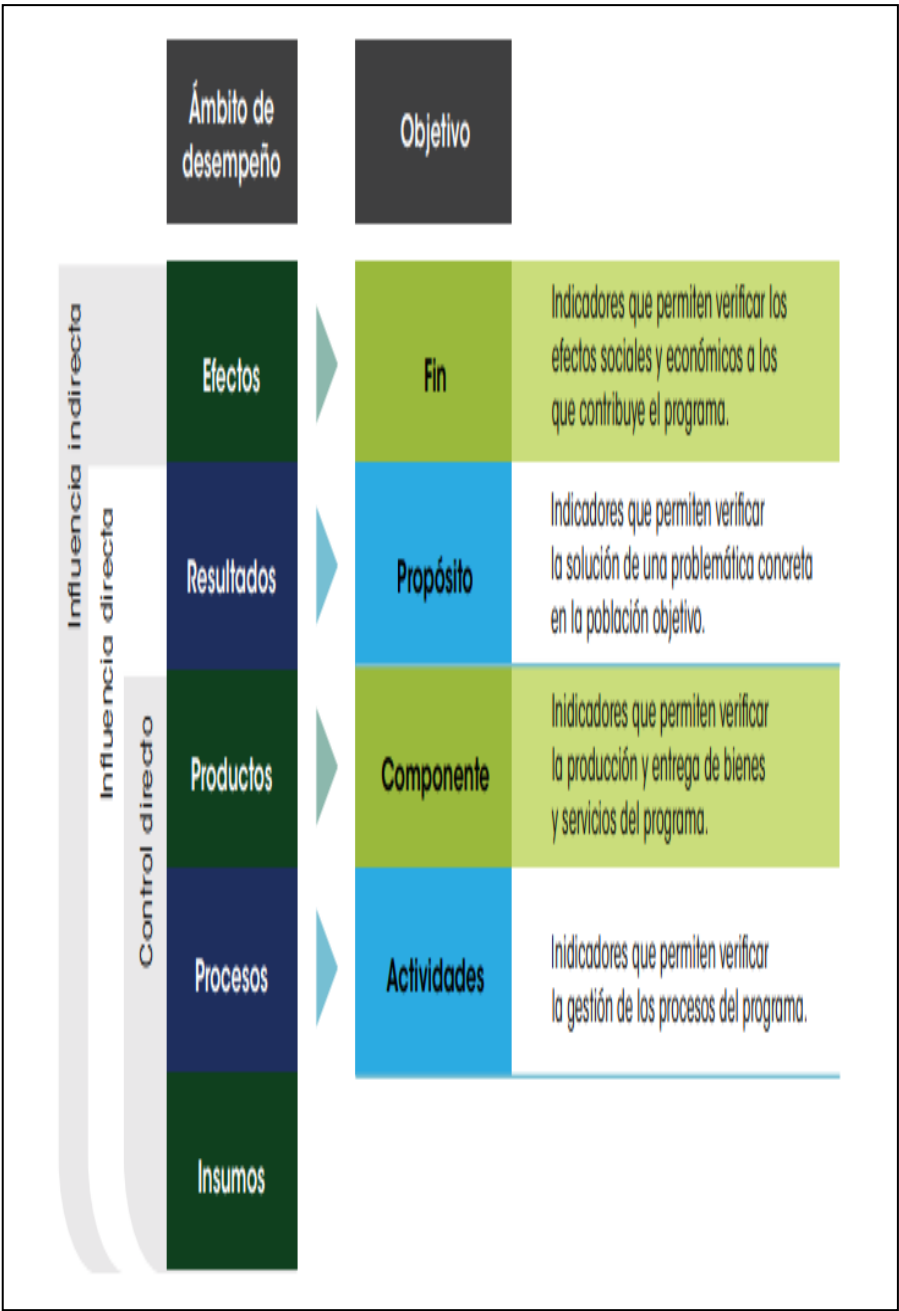 Ámbito de
desempeño
Objetivo
Influencia indirecta
Influencia directa
Control directo
Efectos
Fin
Indicadores que permiten verificar los
efectos sociales y económicos a los
que contribuye el programa.
Resultados
Propósito
Indicadores que permiten verificar
la solución de una problemática concreta
en la población objetivo.
Productos
Componente
Inidicadores que permiten verificar
la producción y entrega de bienes
y servicios del programa.
Procesos
Actividades
Inidicadores que permiten verificar
la gestión de los procesos del programa.
Insumos